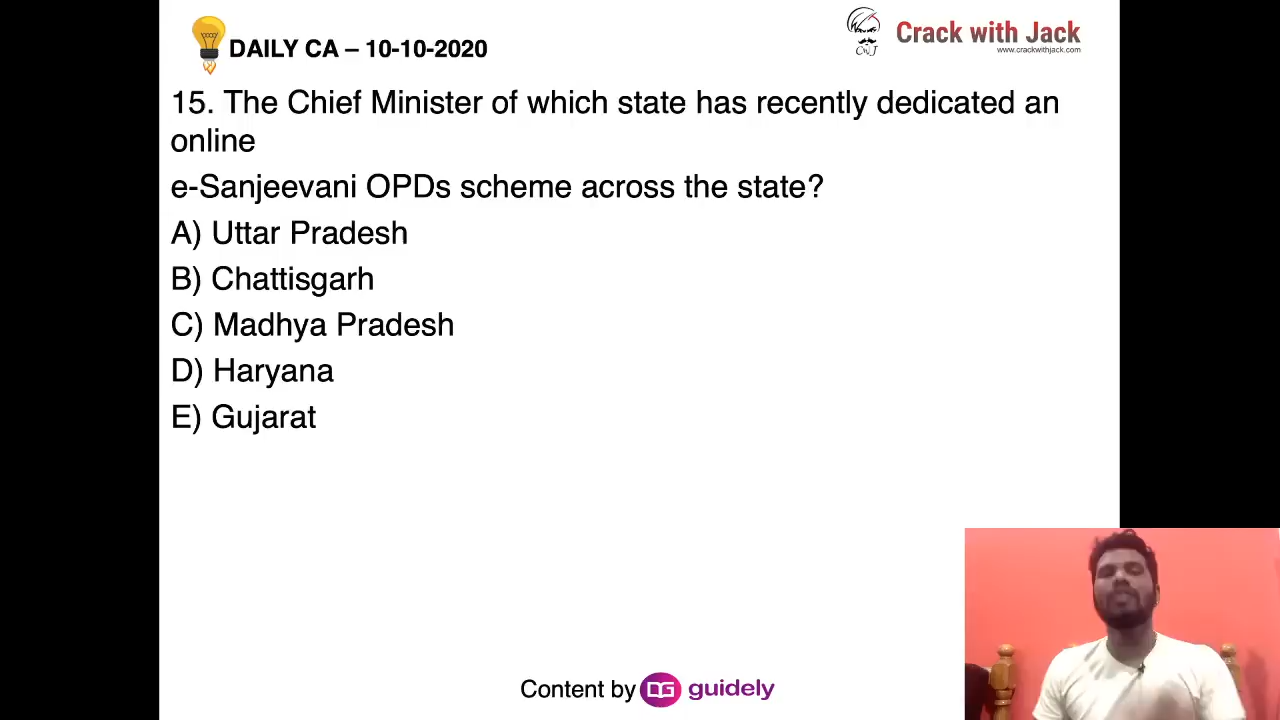 DAILY CA – 10-10-2020
Crack with Jack
www.crackwithjack.com
CWJ
15. The Chief Minister of which state has recently dedicated an
online
e-Sanjeevani OPDs scheme across the state?
A) Uttar Pradesh
B) Chattisgarh
C) Madhya Pradesh
D) Haryana
E) Gujarat
Content by guidely